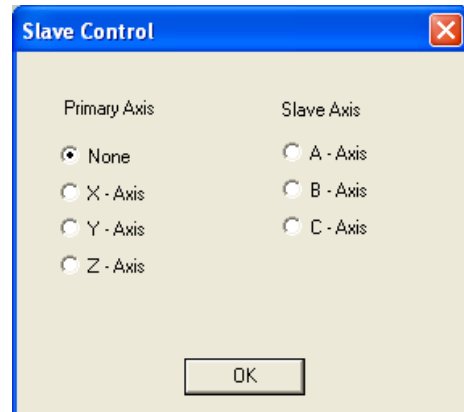 Slave Control
Primary Axis
None
X - Axis
Y - Axis
Z - Axis
Slave Axis
A - Axis
B - Axis
C - Axis
OK